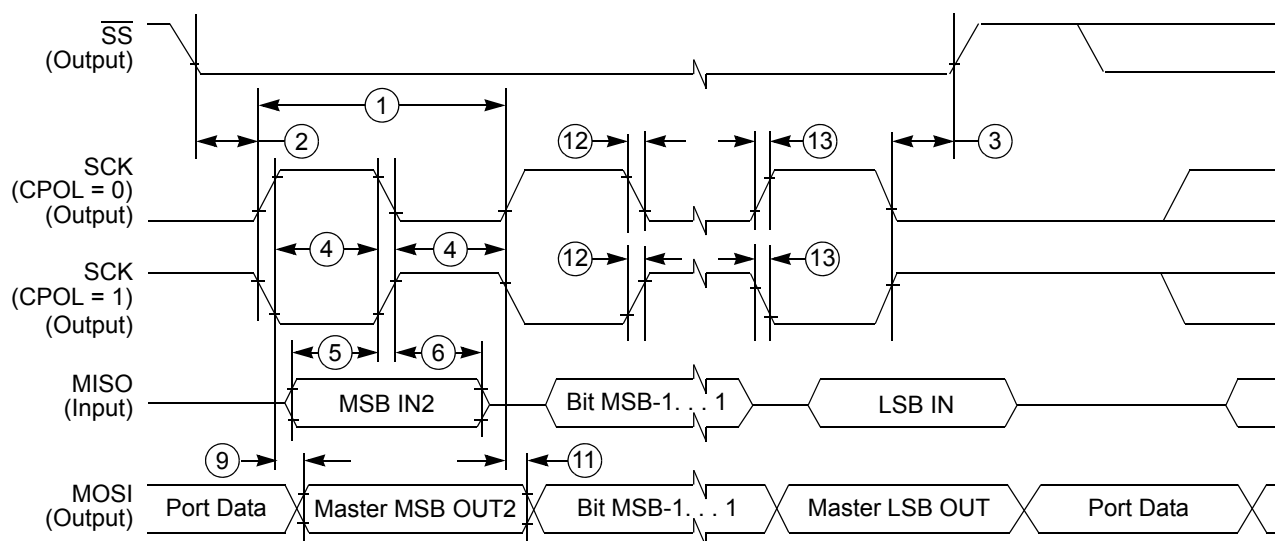 SS
(Output)
1
2
12
13
3
SCK
(CPOL = 0)
(Output)
4
4
12
13
SCK
(CPOL = 1)
(Output)
5
6
MISO
(Input)
MSB IN2
Bit MSB-1. . . 1
LSB IN
9
11
MOSI
(Output)
Port Data
Master MSB OUT2
Bit MSB-1. . . 1
Master LSB OUT
Port Data